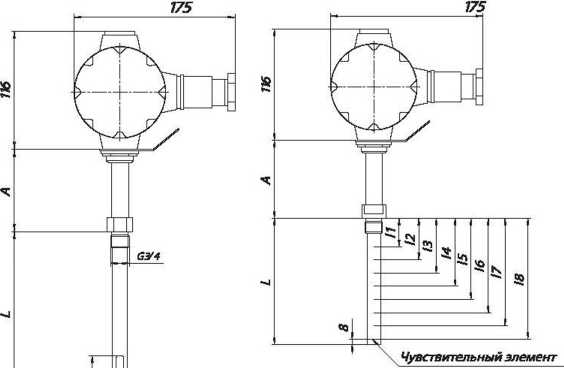 175
175
116
116
A
A
G3/4
l1
l2
l3
l4
l5
l6
l7
l8
L
L
8
Чувствительный элемент